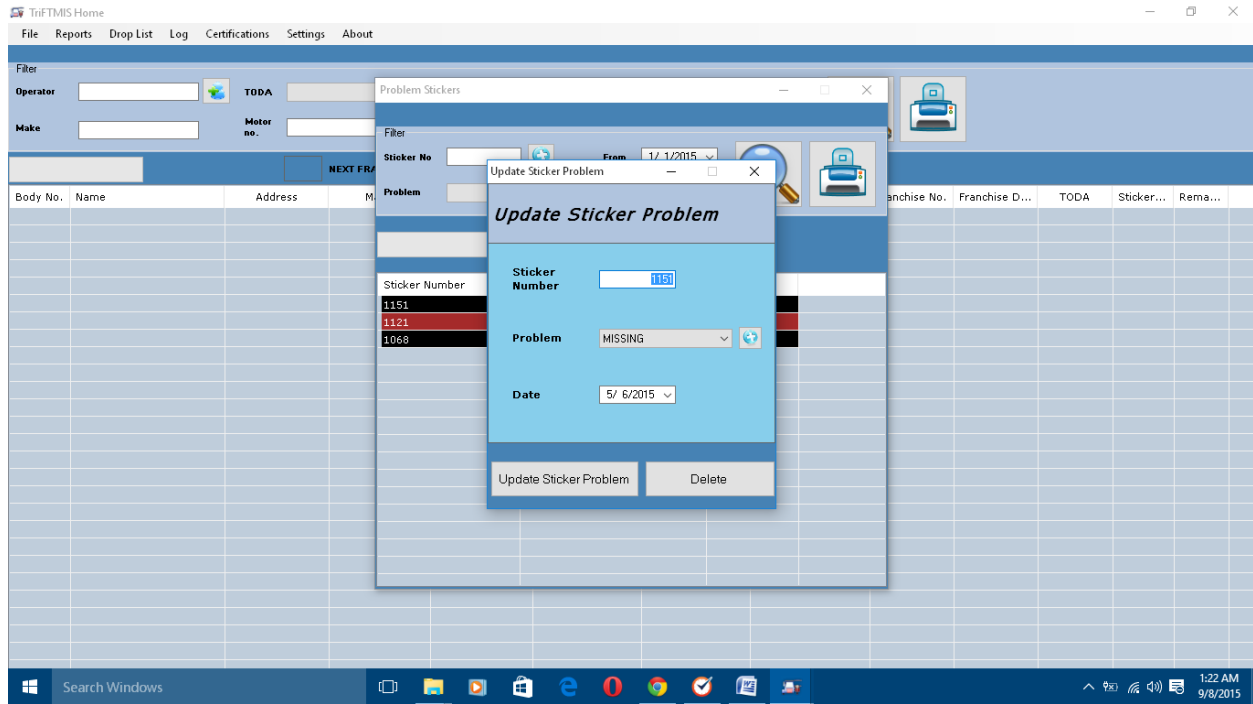 TriFTMIS Home
File Reports Drop List Log Certifications Settings About
Filter
Operator
TODA
Make
Motor no.
NEXT FRA
Body No. Name Address M
anchise No. Franchise D... TODA Sticker... Rema...
Problem Stickers
Filter
Sticker No
From 1/ 1/2015
Problem
Sticker Number
1151
1121
1068
Update Sticker Problem
Update Sticker Problem
Sticker Number 1151
Problem MISSING
Date 5/ 6/2015
Update Sticker Problem Delete
Search Windows
1:22 AM
9/8/2015